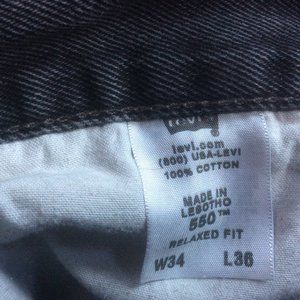 Levi's
levi.com
(800) USA-LEVI
100% COTTON
MADE IN
LESOTHO
550™
RELAXED FIT
W34 L36